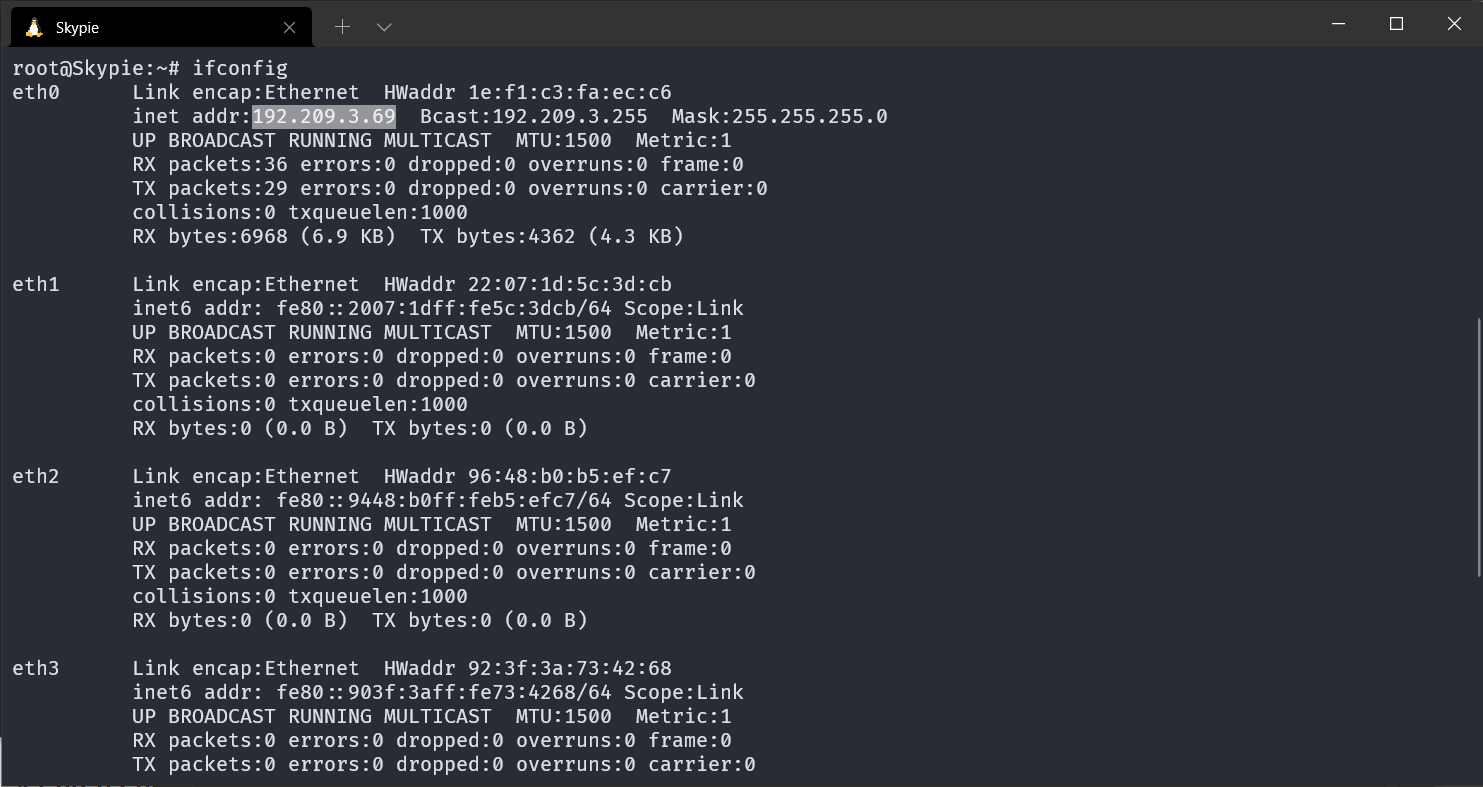 Skypie
root@Skypie:~# ifconfig
eth0      Link encap:Ethernet  HWaddr 1e:f1:c3:fa:ec:c6
          inet addr:192.209.3.69  Bcast:192.209.3.255  Mask:255.255.255.0
          UP BROADCAST RUNNING MULTICAST  MTU:1500  Metric:1
          RX packets:36 errors:0 dropped:0 overruns:0 frame:0
          TX packets:29 errors:0 dropped:0 overruns:0 carrier:0
          collisions:0 txqueuelen:1000
          RX bytes:6968 (6.9 KB)  TX bytes:4362 (4.3 KB)

eth1      Link encap:Ethernet  HWaddr 22:07:1d:5c:3d:cb
          inet6 addr: fe80::2007:1dff:fe5c:3dcb/64 Scope:Link
          UP BROADCAST RUNNING MULTICAST  MTU:1500  Metric:1
          RX packets:0 errors:0 dropped:0 overruns:0 frame:0
          TX packets:0 errors:0 dropped:0 overruns:0 carrier:0
          collisions:0 txqueuelen:1000
          RX bytes:0 (0.0 B)  TX bytes:0 (0.0 B)

eth2      Link encap:Ethernet  HWaddr 96:48:b0:b5:ef:c7
          inet6 addr: fe80::9448:b0ff:feb5:efc7/64 Scope:Link
          UP BROADCAST RUNNING MULTICAST  MTU:1500  Metric:1
          RX packets:0 errors:0 dropped:0 overruns:0 frame:0
          TX packets:0 errors:0 dropped:0 overruns:0 carrier:0
          collisions:0 txqueuelen:1000
          RX bytes:0 (0.0 B)  TX bytes:0 (0.0 B)

eth3      Link encap:Ethernet  HWaddr 92:3f:3a:73:42:68
          inet6 addr: fe80::903f:3aff:fe73:4268/64 Scope:Link
          UP BROADCAST RUNNING MULTICAST  MTU:1500  Metric:1
          RX packets:0 errors:0 dropped:0 overruns:0 frame:0
          TX packets:0 errors:0 dropped:0 overruns:0 carrier:0